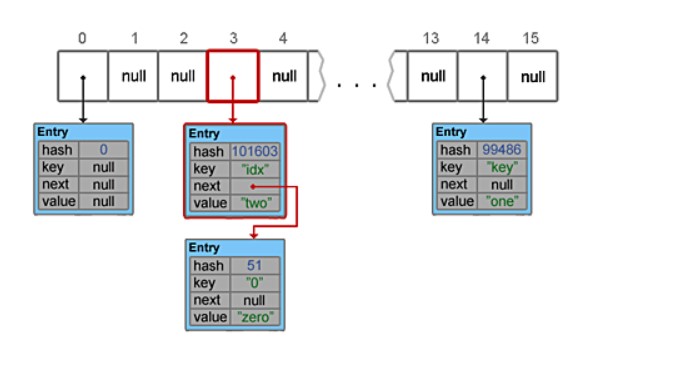 0 1 2 3 4 13 14 15
null null null . . . null null
Entry
hash 0
key null
next null
value null
Entry
hash 101603
key "idx"
next
value "two"
Entry
hash 99486
key "key"
next null
value "one"
Entry
hash 51
key "0"
next null
value "zero"